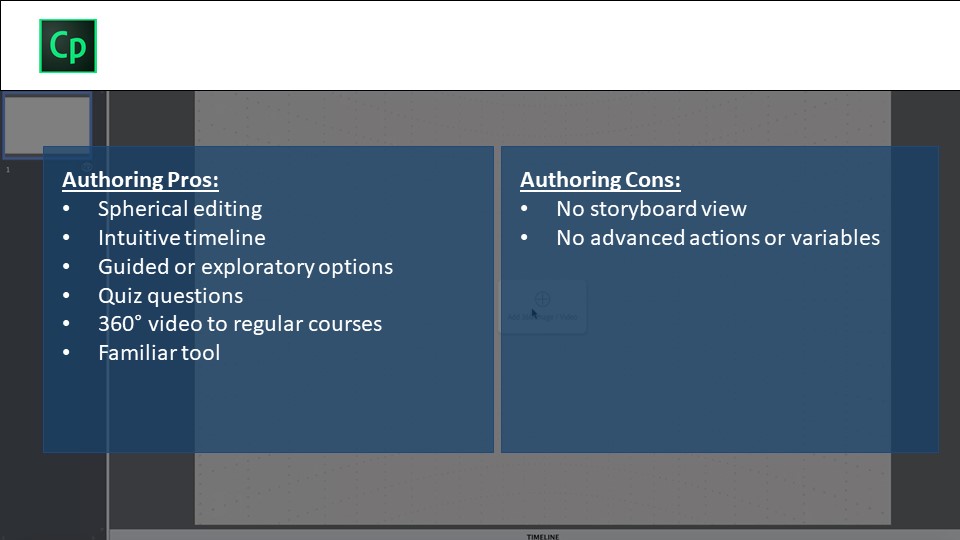 Cp
1
Authoring Pros:
• Spherical editing
• Intuitive timeline
• Guided or exploratory options
• Quiz questions
• 360° video to regular courses
• Familiar tool
Authoring Cons:
• No storyboard view
• No advanced actions or variables
TIMELINE